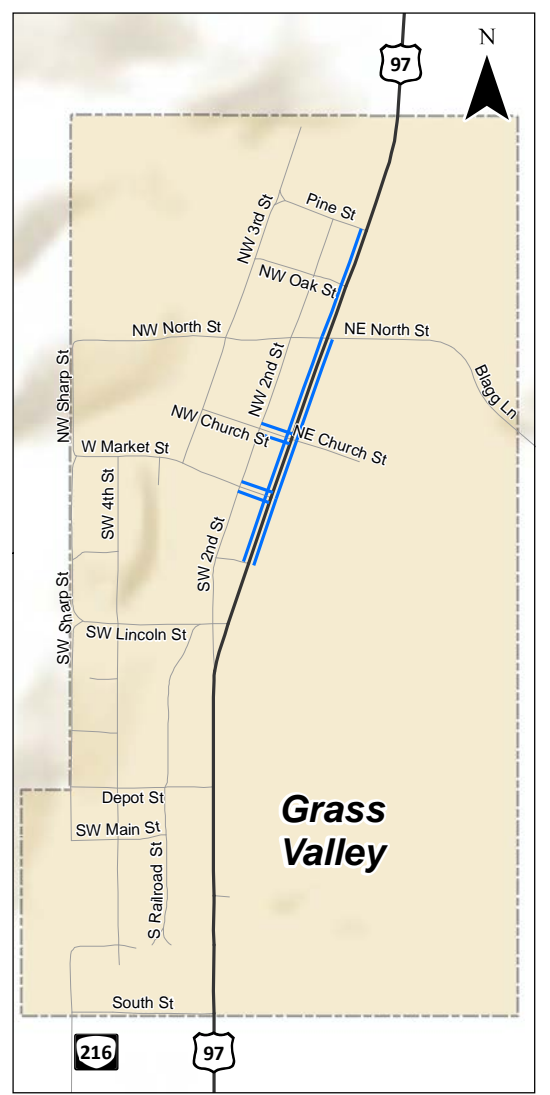 N
97
Pine St
NW 3rd St
NW Oak St
NW North St
NE North St
NW 2nd St
NW Sharp St
Blagg Ln
NW Church St
NE Church St
W Market St
SW 4th St
SW 2nd St
SW Sharp St
SW Lincoln St
Depot St
Grass
Valley
SW Main St
S Railroad St
South St
216
97